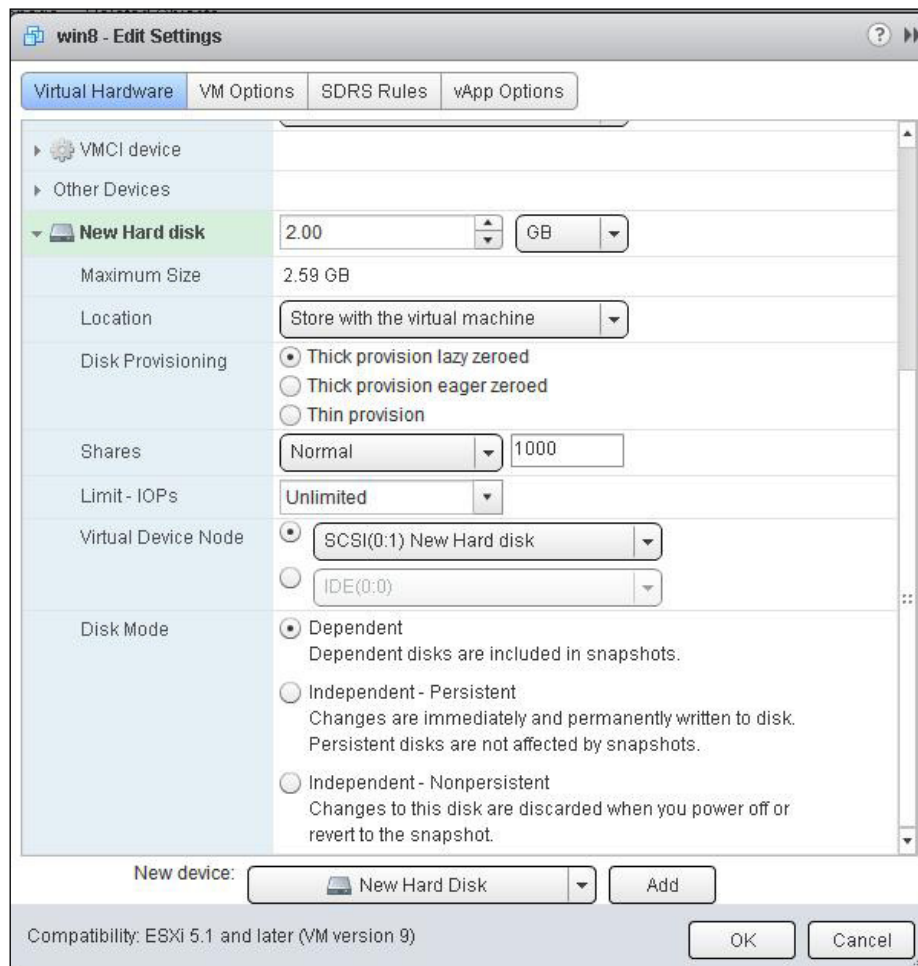 win8 - Edit Settings
Virtual Hardware VM Options SDRS Rules vApp Options
VMCI device
Other Devices
New Hard disk 2.00 GB
Maximum Size 2.59 GB
Location Store with the virtual machine
Disk Provisioning Thick provision lazy zeroed
Thick provision eager zeroed
Thin provision
Shares Normal 1000
Limit - IOPs Unlimited
Virtual Device Node SCSI(0:1) New Hard disk
IDE(0:0)
Disk Mode Dependent
Dependent disks are included in snapshots.
Independent - Persistent
Changes are immediately and permanently written to disk.
Persistent disks are not affected by snapshots.
Independent - Nonpersistent
Changes to this disk are discarded when you power off or
revert to the snapshot.
New device: New Hard Disk Add
Compatibility: ESXi 5.1 and later (VM version 9) OK Cancel